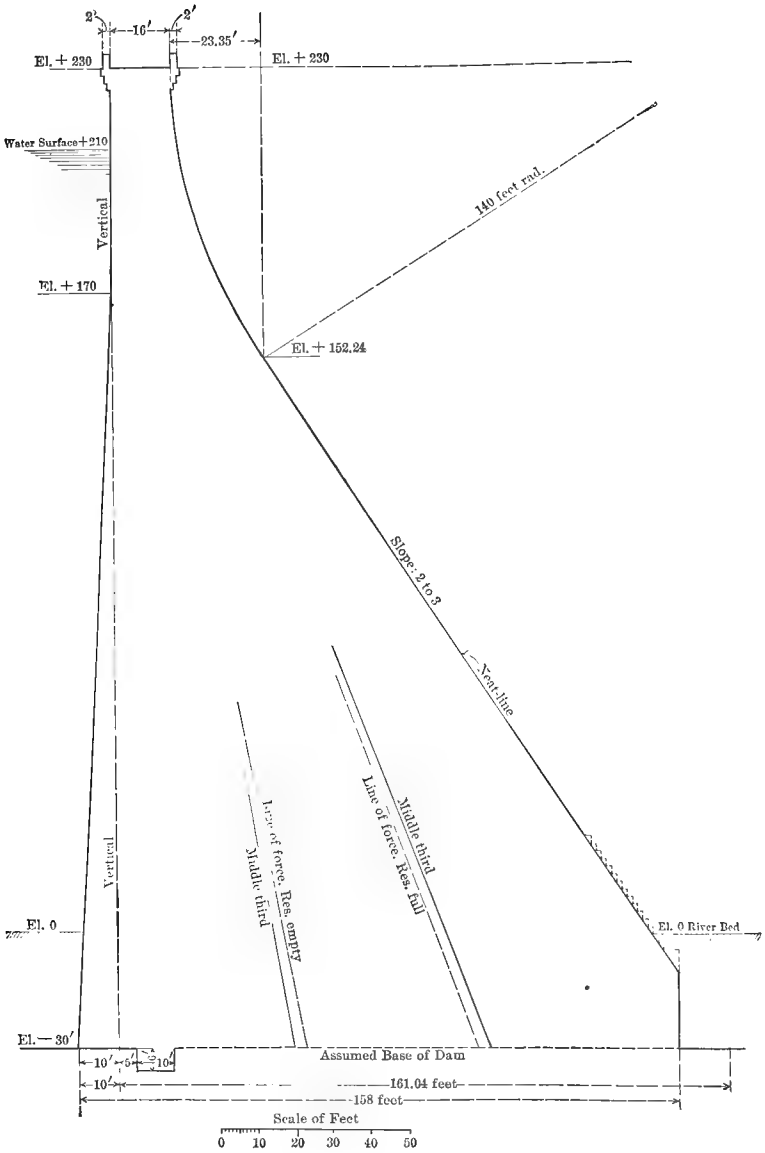 2' 16' 2'
23.35'
El. + 230
El. + 230
Water Surface+210
140 feet rad.
Vertical
El. + 170
El. + 152.24
Slope: 2 to 3
Neat-line
Middle third
Line of force. Res. full
Line of force. Res. empty
Middle third
Vertical
El. 0
El. 0 River Bed
El.— 30'
10' 5' 10'
Assumed Base of Dam
10' 161.04 feet
158 feet
Scale of Feet
0 10 20 30 40 50